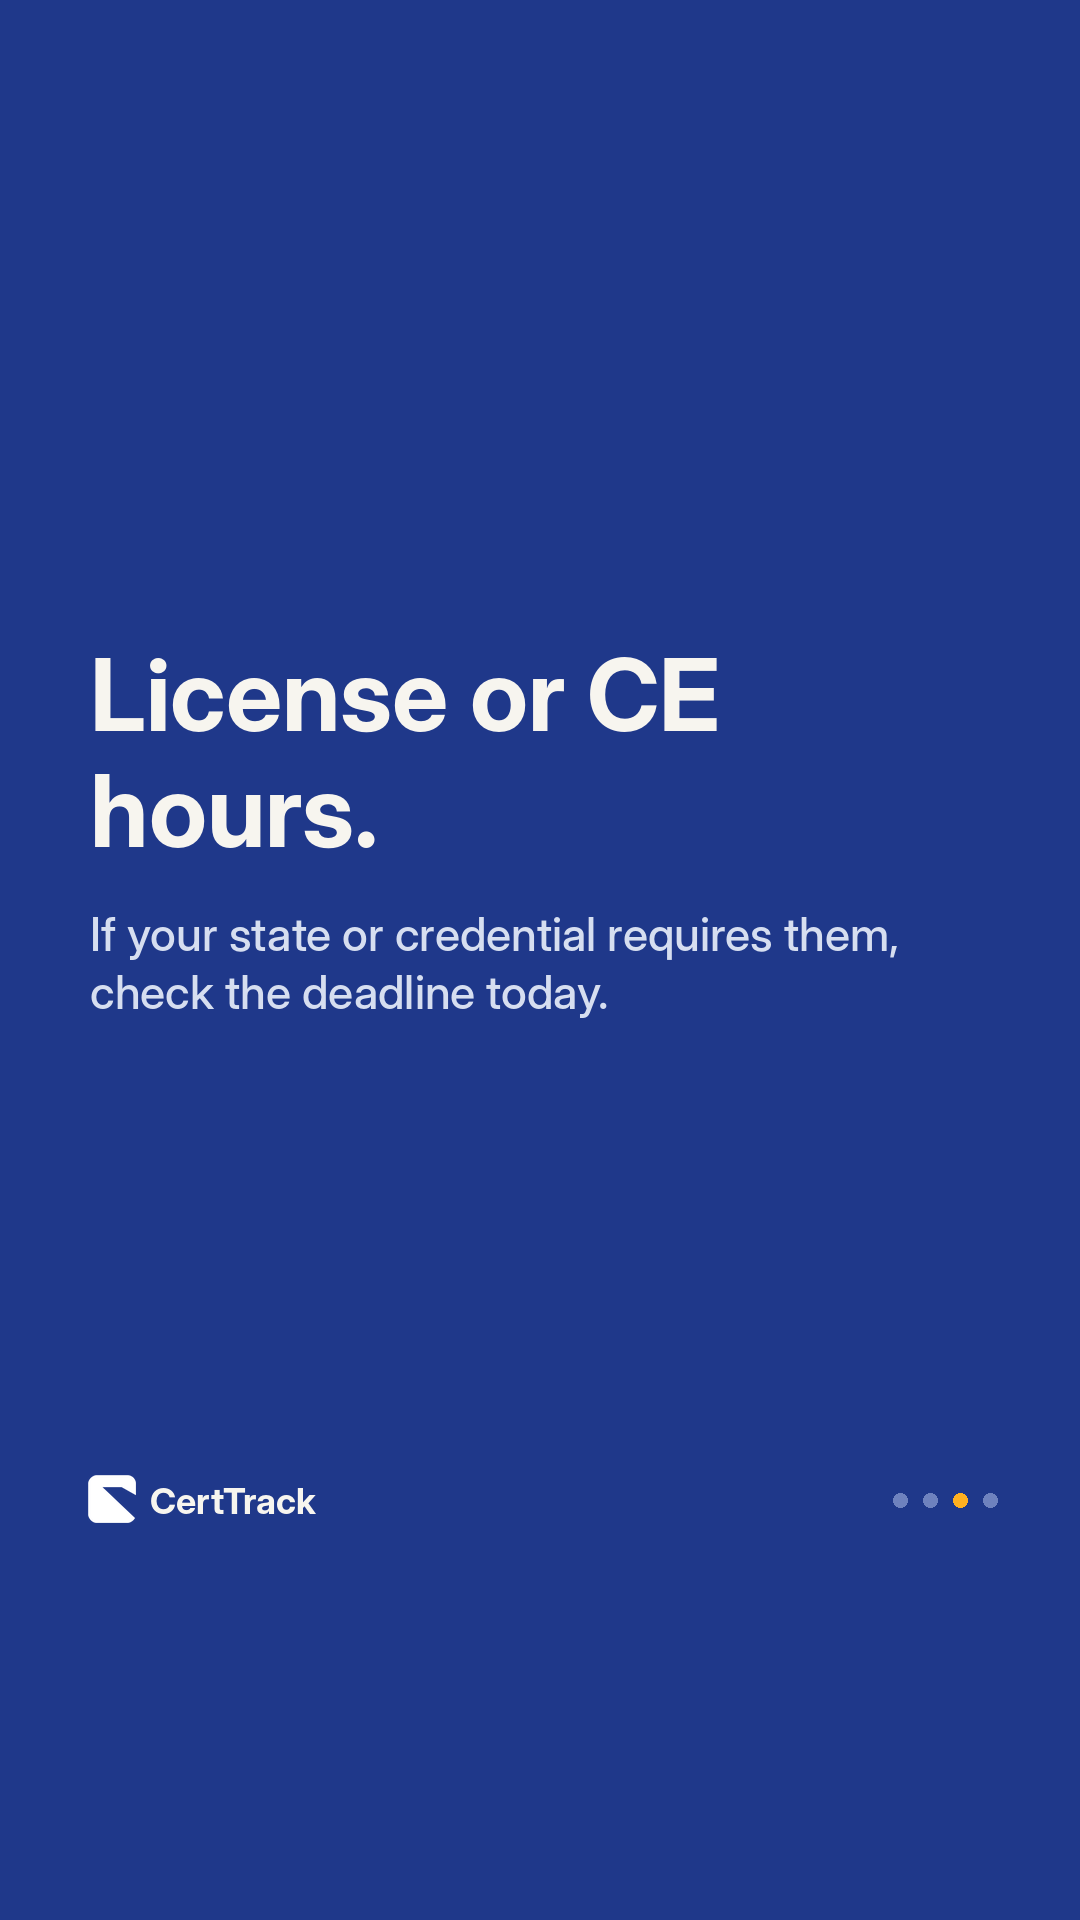 License or CE
hours.
If your state or credential requires them,
check the deadline today.
CertTrack